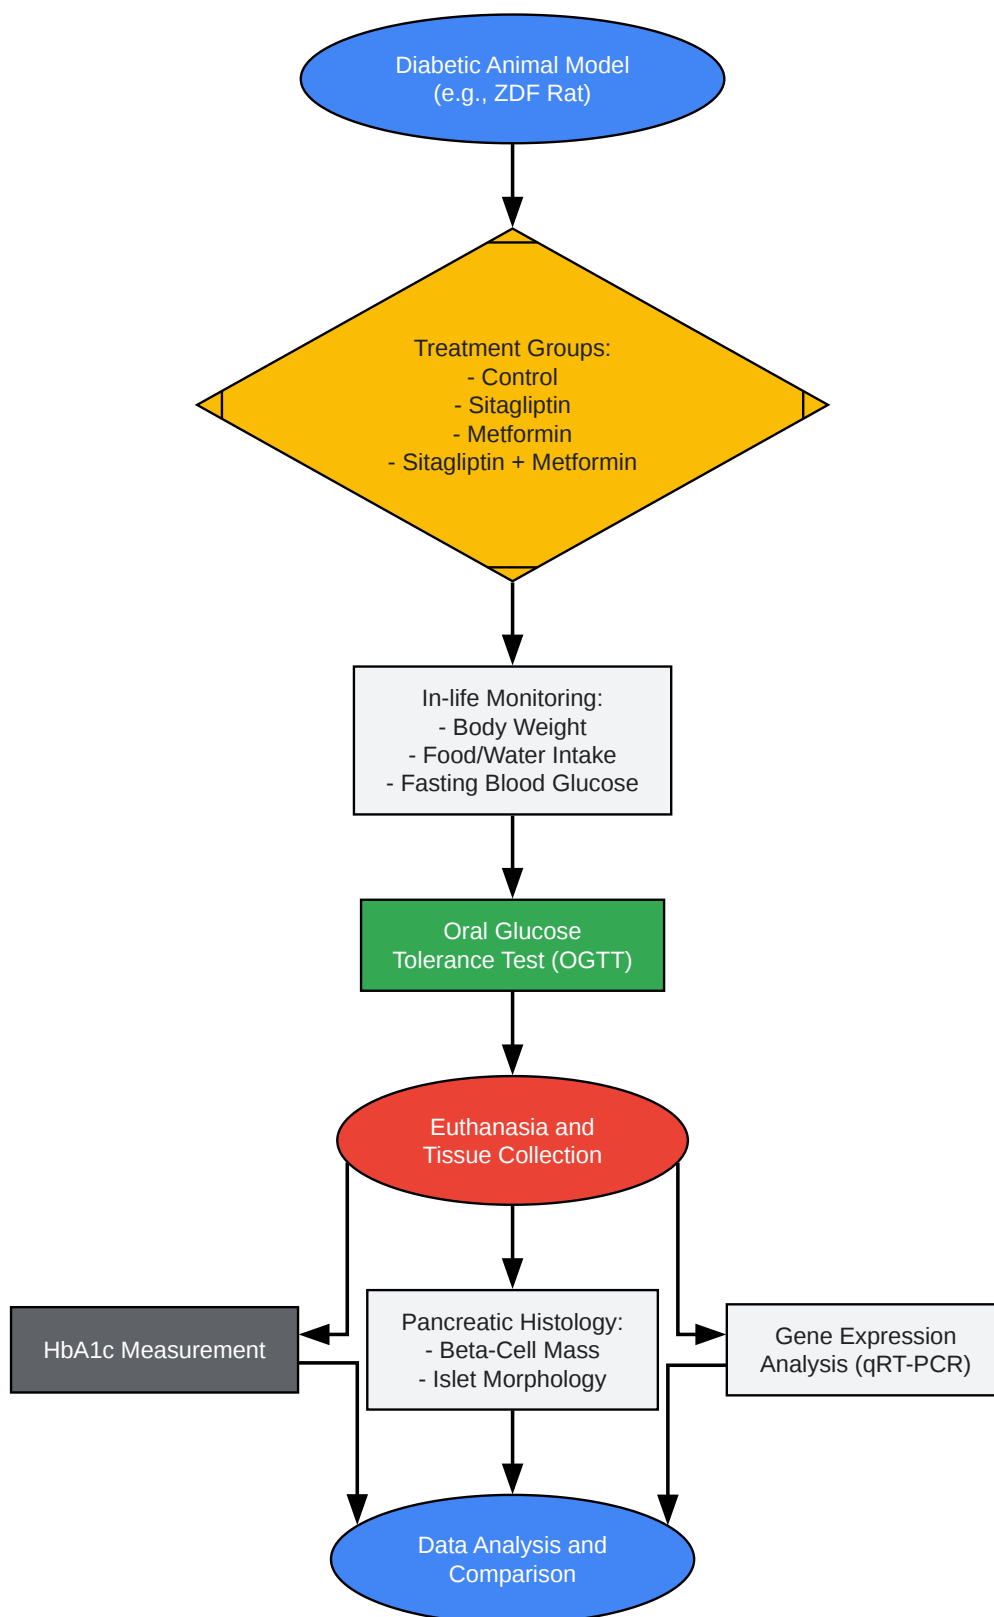 Diabetic Animal Model
(e.g., ZDF Rat)
Treatment Groups:
- Control
- Sitagliptin
- Metformin
- Sitagliptin + Metformin
In-life Monitoring:
- Body Weight
- Food/Water Intake
- Fasting Blood Glucose
Oral Glucose
Tolerance Test (OGTT)
Euthanasia and
Tissue Collection
HbA1c Measurement
Pancreatic Histology:
- Beta-Cell Mass
- Islet Morphology
Gene Expression
Analysis (qRT-PCR)
Data Analysis and
Comparison